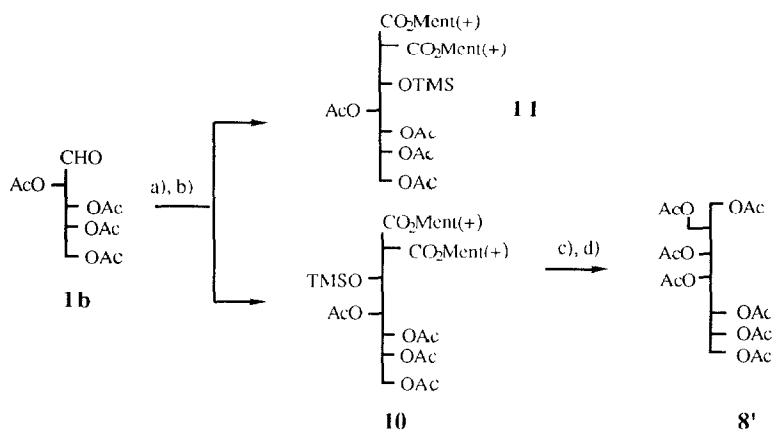 CO₂Ment(+)
CO₂Ment(+)
OTMS
AcO
OAc
OAc
OAc
11
CHO
AcO
OAc
OAc
OAc
1b
a), b)
CO₂Ment(+)
CO₂Ment(+)
TMSO
AcO
OAc
OAc
OAc
10
c), d)
AcO
OAc
AcO
AcO
OAc
OAc
OAc
8'